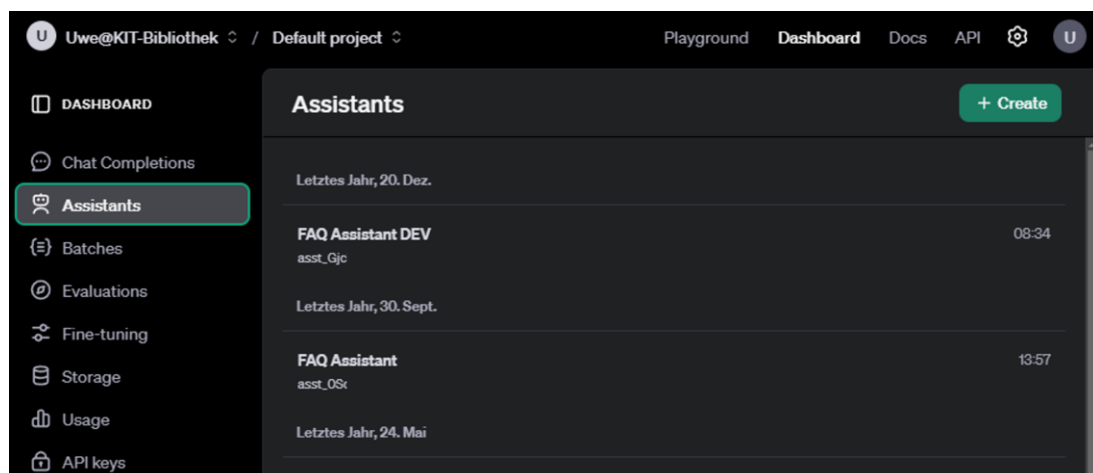 U Uwe@KIT-Bibliothek / Default project Playground Dashboard Docs API U
DASHBOARD
Assistants
+ Create
Chat Completions
Assistants
Batches
Evaluations
Fine-tuning
Storage
Usage
API keys
Letztes Jahr, 20. Dez.
FAQ Assistant DEV 08:34
asst_Gjc
Letztes Jahr, 30. Sept.
FAQ Assistant 13:57
Letztes Jahr, 24. Mai